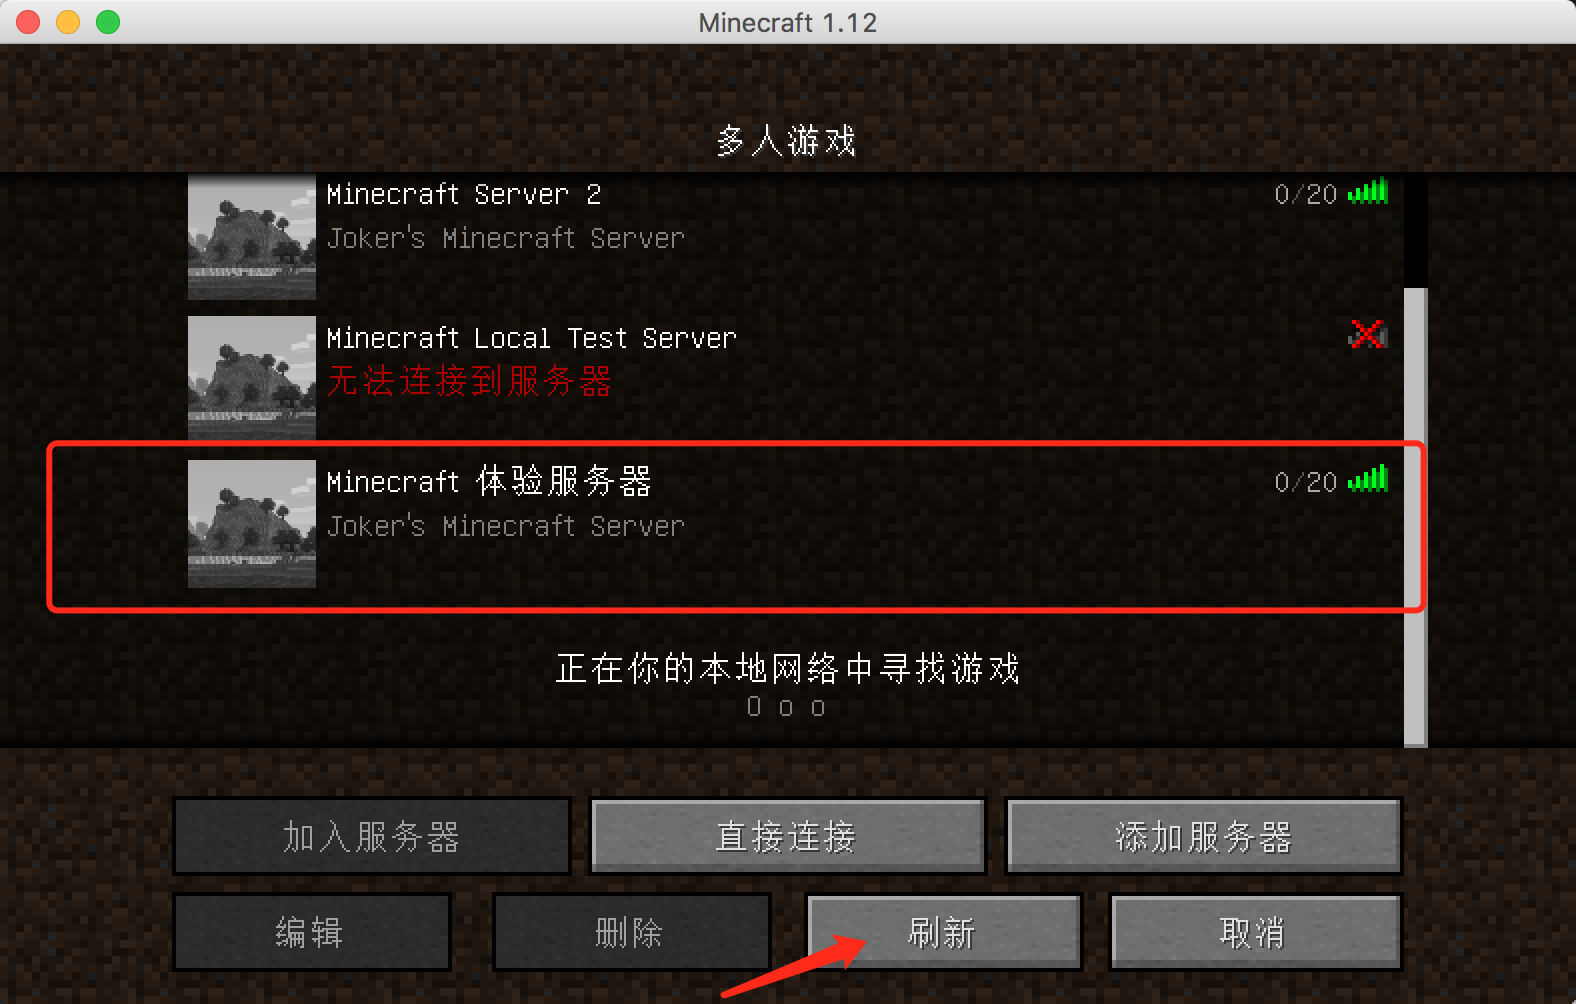 Minecraft 1.12
多人游戏
Minecraft Server 2 0/20
Joker's Minecraft Server
Minecraft Local Test Server
无法连接到服务器
Minecraft 体验服务器 0/20
Joker's Minecraft Server
正在你的本地网络中寻找游戏
O o o
加入服务器 直接连接 添加服务器
编辑 删除 刷新 取消